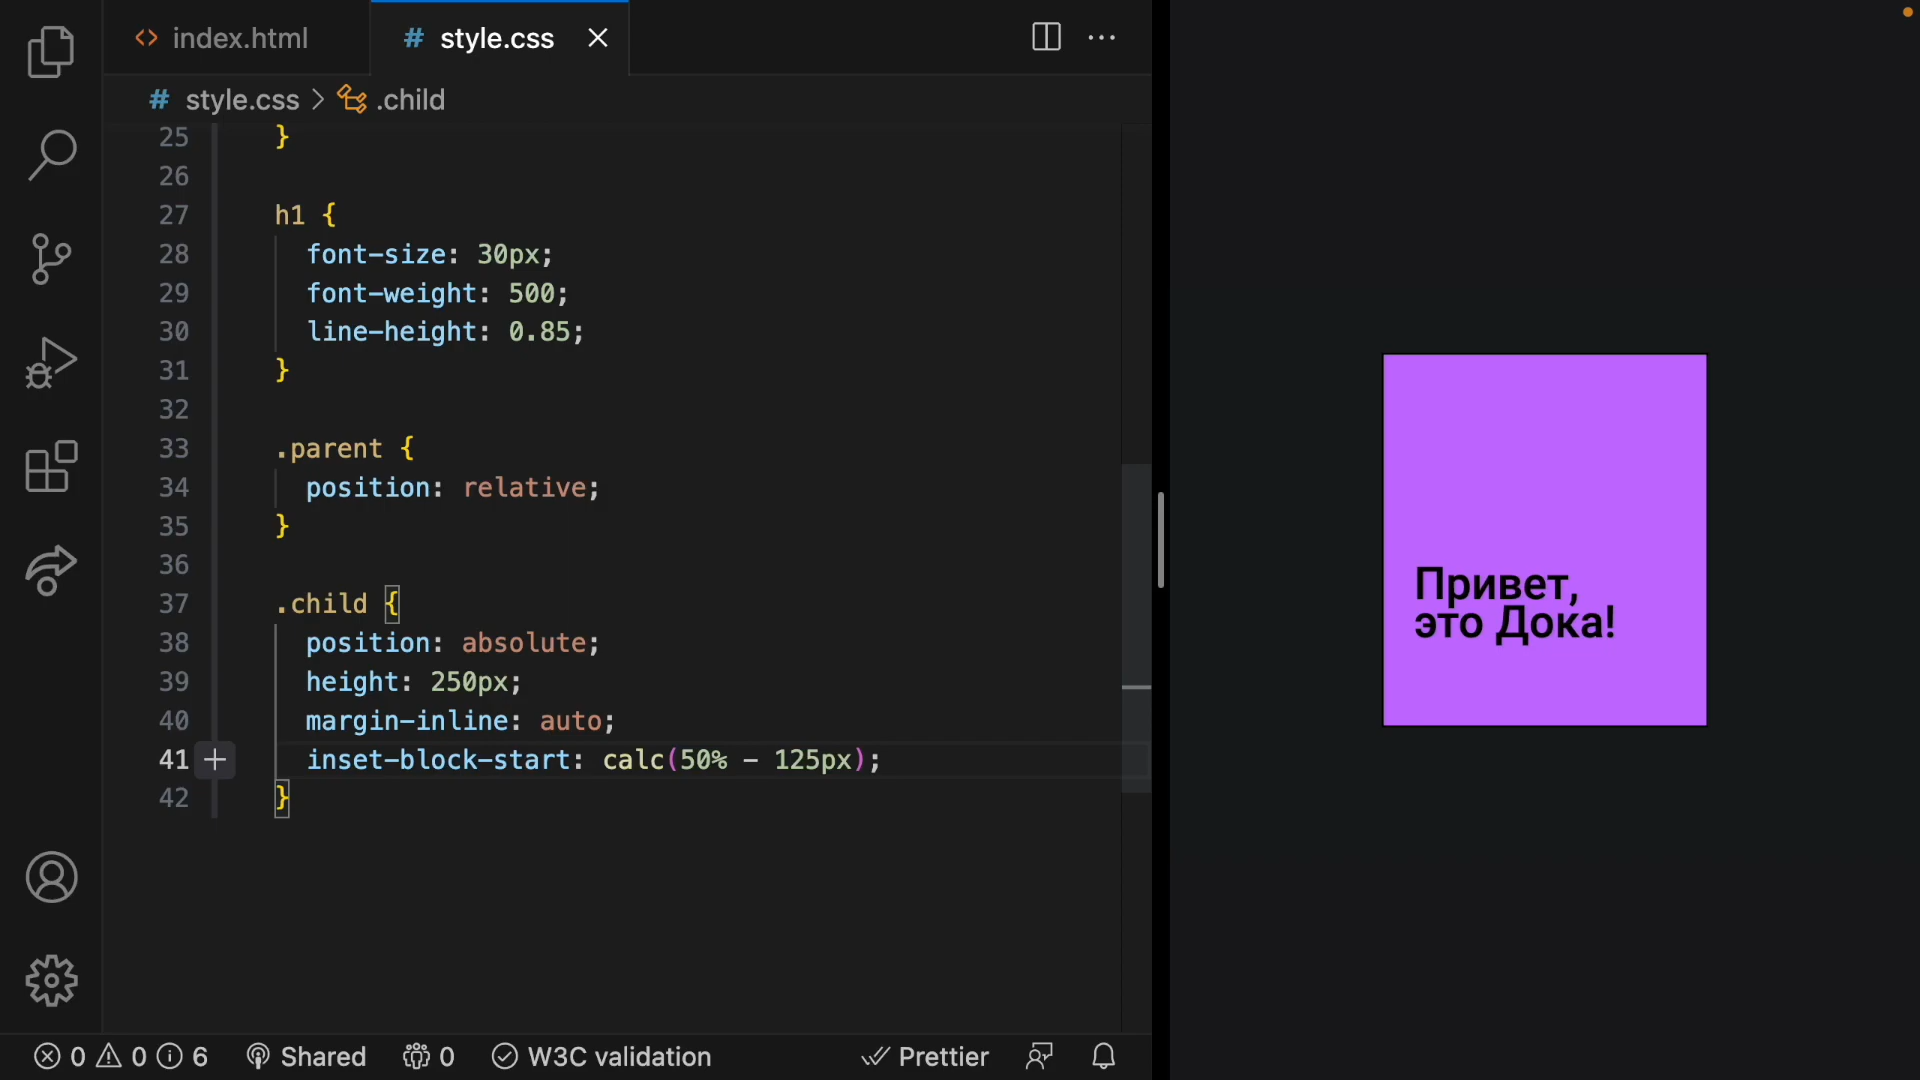 index.html
# style.css
# style.css > .child
25 }
26
27 h1 {
28 font-size: 30px;
29 font-weight: 500;
30 line-height: 0.85;
31 }
32
33 .parent {
34 position: relative;
35 }
36
37 .child {
38 position: absolute;
39 height: 250px;
40 margin-inline: auto;
41 inset-block-start: calc(50% - 125px);
42 }
0 0 6 Shared 0 W3C validation Prettier
Привет,
это Дока!